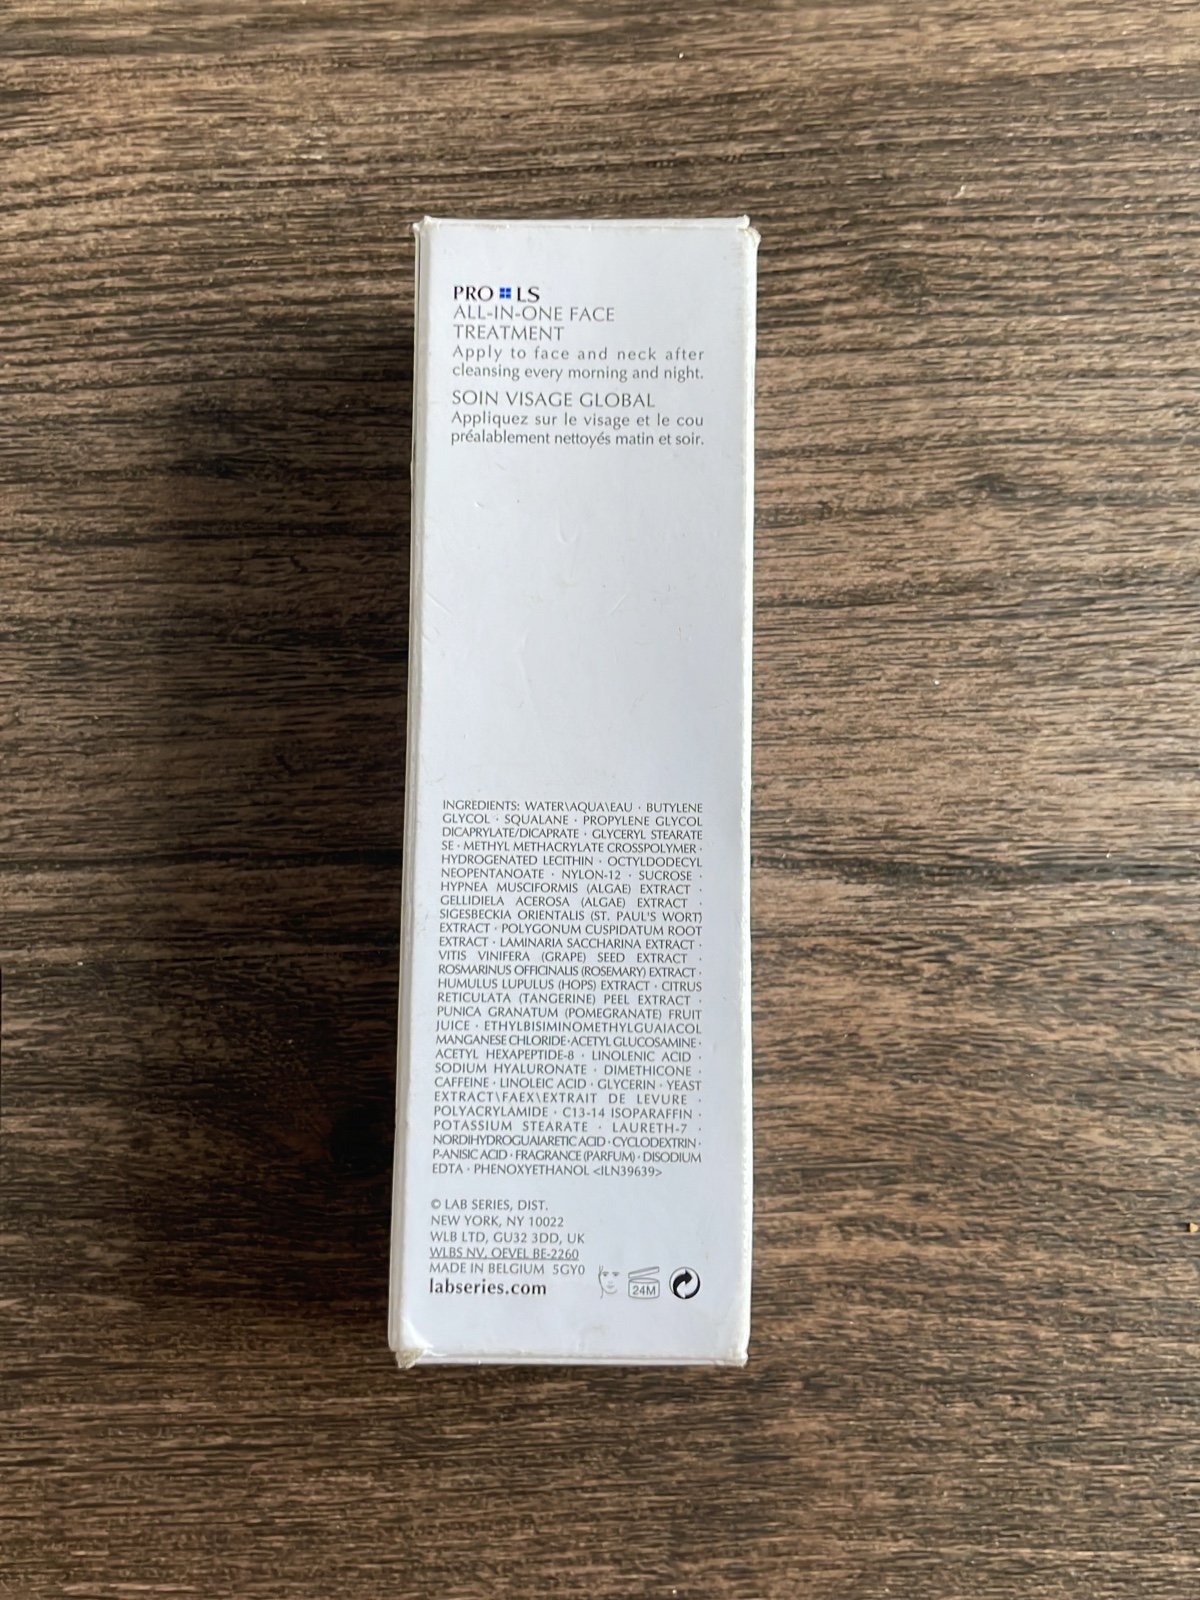 PRO LS
ALL-IN-ONE FACE
TREATMENT
Apply to face and neck after
cleansing every morning and night.
SOIN VISAGE GLOBAL
Appliquez sur le visage et le cou
préalablement nettoyés matin et soir.
INGREDIENTS: WATER\AQUA\EAU · BUTYLENE
GLYCOL · SQUALANE · PROPYLENE GLYCOL
DICAPRYLATE/DICAPRATE · GLYCERYL STEARATE
SE · METHYL METHACRYLATE CROSSPOLYMER ·
HYDROGENATED LECITHIN · OCTYLDODECYL
NEOPENTANOATE · NYLON-12 · SUCROSE ·
HYPNEA MUSCIFORMIS (ALGAE) EXTRACT ·
GELLIDIELA ACEROSA (ALGAE) EXTRACT ·
SIGESBECKIA ORIENTALIS (ST. PAUL'S WORT)
EXTRACT · POLYGONUM CUSPIDATUM ROOT
EXTRACT · LAMINARIA SACCHARINA EXTRACT ·
VITIS VINIFERA (GRAPE) SEED EXTRACT ·
ROSMARINUS OFFICINALIS (ROSEMARY) EXTRACT ·
HUMULUS LUPULUS (HOPS) EXTRACT · CITRUS
RETICULATA (TANGERINE) PEEL EXTRACT ·
PUNICA GRANATUM (POMEGRANATE) FRUIT
JUICE · ETHYLBISIMINOMETHYLGUAIACOL
MANGANESE CHLORIDE · ACETYL GLUCOSAMINE ·
ACETYL HEXAPEPTIDE-8 · LINOLENIC ACID ·
SODIUM HYALURONATE · DIMETHICONE ·
CAFFEINE · LINOLEIC ACID · GLYCERIN · YEAST
EXTRACT\FAEX\EXTRAIT DE LEVURE ·
POLYACRYLAMIDE · C13-14 ISOPARAFFIN ·
POTASSIUM STEARATE · LAURETH-7 ·
NORDIHYDROGUAIARETIC ACID · CYCLODEXTRIN ·
P-ANISIC ACID · FRAGRANCE (PARFUM) · DISODIUM
EDTA · PHENOXYETHANOL <ILN39639>
© LAB SERIES, DIST.
NEW YORK, NY 10022
WLB LTD, GU32 3DD, UK
WLBS NV, OEVEL BE-2260
MADE IN BELGIUM 5GY0
labseries.com
24M